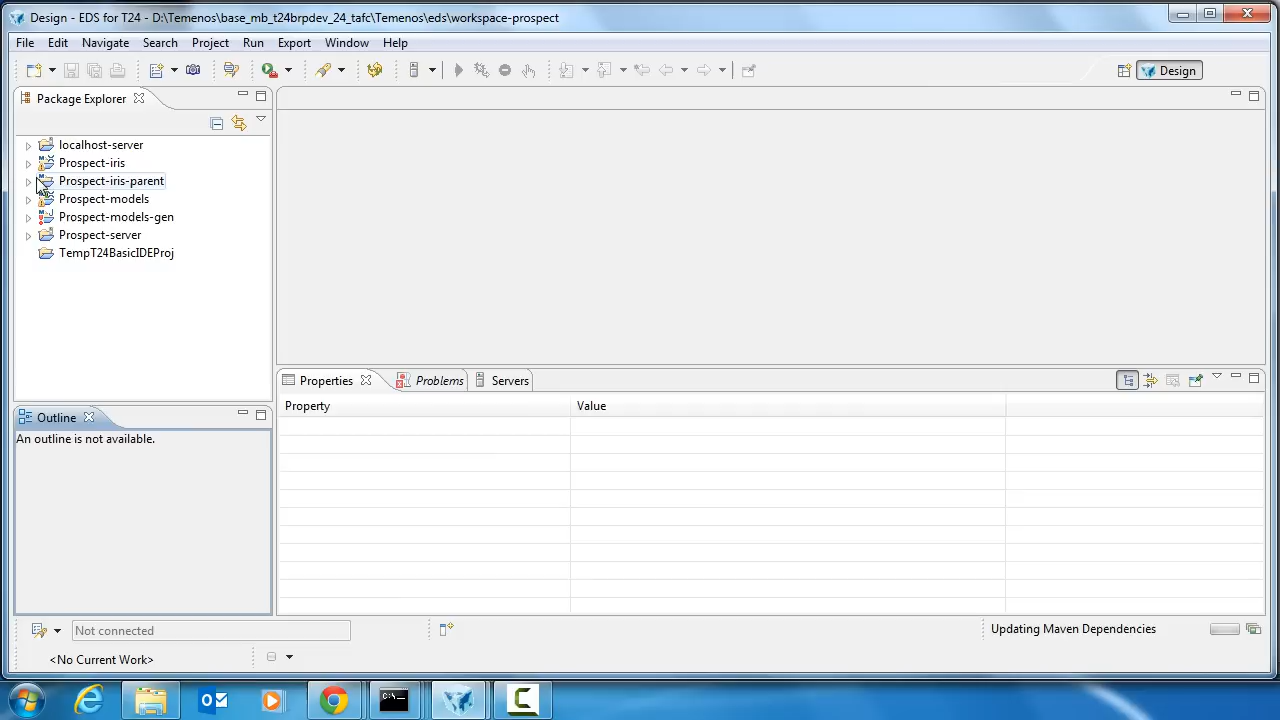 Design - EDS for T24 - D:\Temenos\base_mb_t24brpdev_24_tafc\Temenos\eds\workspace-prospect
File Edit Navigate Search Project Run Export Window Help
Design
Package Explorer
localhost-server
Prospect-iris
Prospect-iris-parent
Prospect-models
Prospect-models-gen
Prospect-server
TempT24BasicIDEProj
Properties Problems Servers
Property Value
Outline
An outline is not available.
Not connected
Updating Maven Dependencies
<No Current Work>